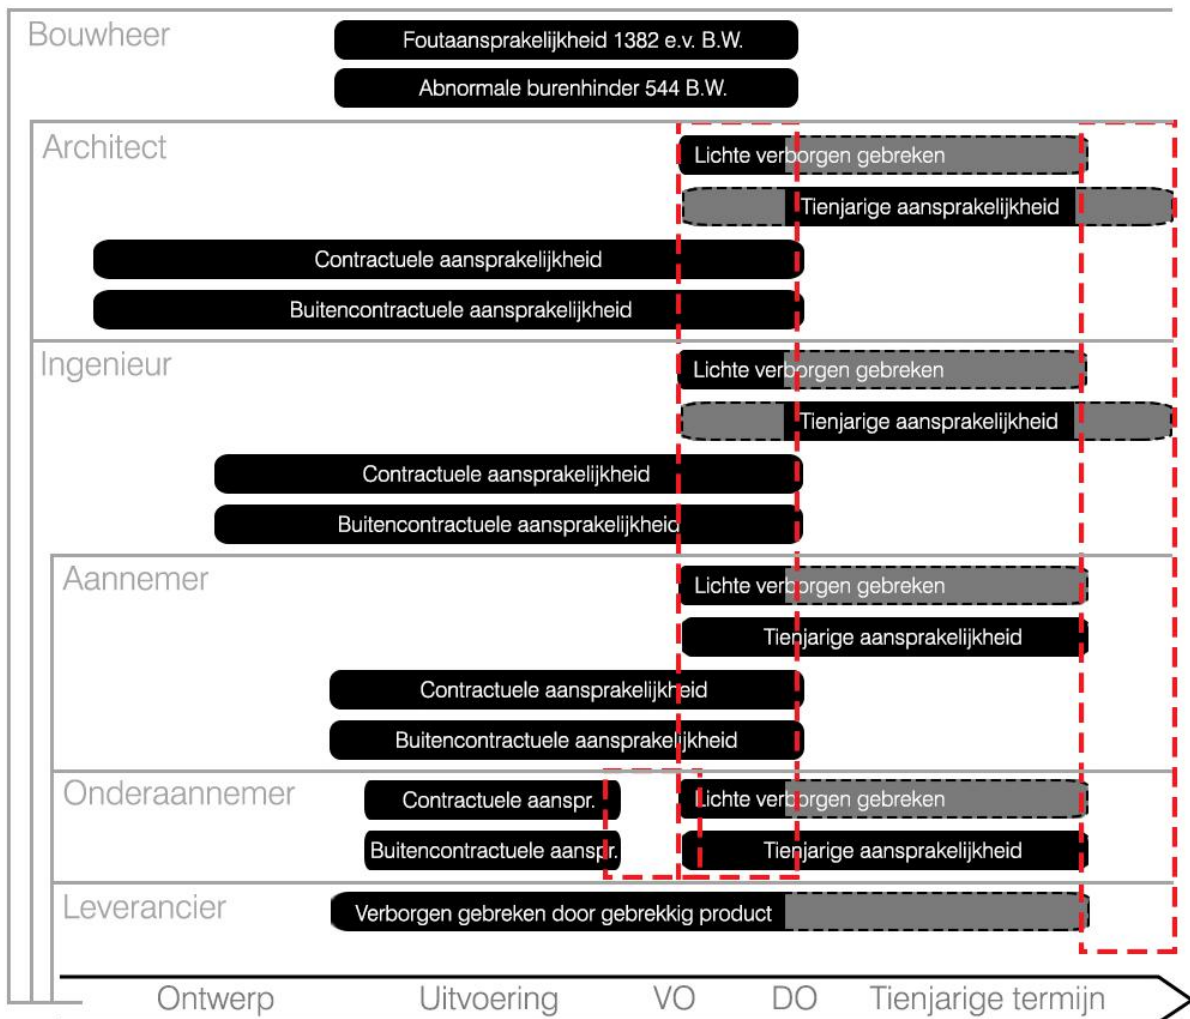 Bouwheer
Foutaansprakelijkheid 1382 e.v. B.W.
Abnormale burenhinder 544 B.W.
Architect
Lichte verborgen gebreken
Tienjarige aansprakelijkheid
Contractuele aansprakelijkheid
Buitencontractuele aansprakelijkheid
Ingenieur
Lichte verborgen gebreken
Tienjarige aansprakelijkheid
Contractuele aansprakelijkheid
Buitencontractuele aansprakelijkheid
Aannemer
Lichte verborgen gebreken
Tienjarige aansprakelijkheid
Contractuele aansprakelijkheid
Buitencontractuele aansprakelijkheid
Onderaannemer
Contractuele aanspr.
Lichte verborgen gebreken
Buitencontractuele aanspr.
Tienjarige aansprakelijkheid
Leverancier
Verborgen gebreken door gebrekkig product
Ontwerp Uitvoering VO DO Tienjarige termijn